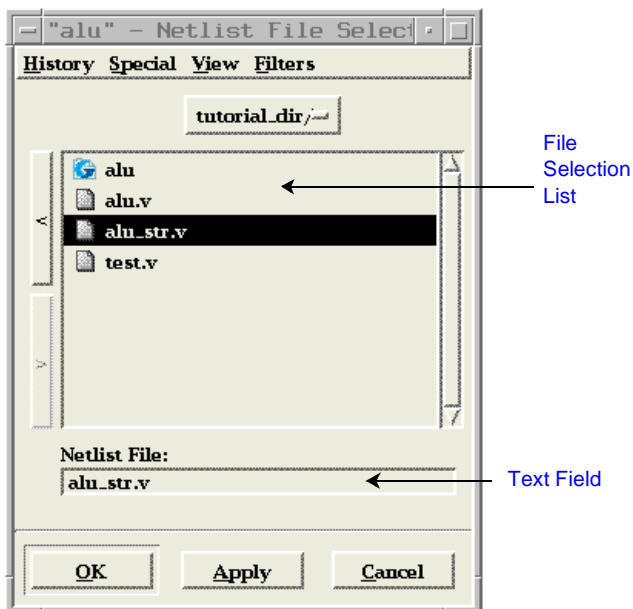 "alu" - Netlist File Select
History Special View Filters
tutorial_dir/
File
Selection
List
alu
alu.v
alu_str.v
test.v
<
>
Netlist File:
alu_str.v
Text Field
OK Apply Cancel